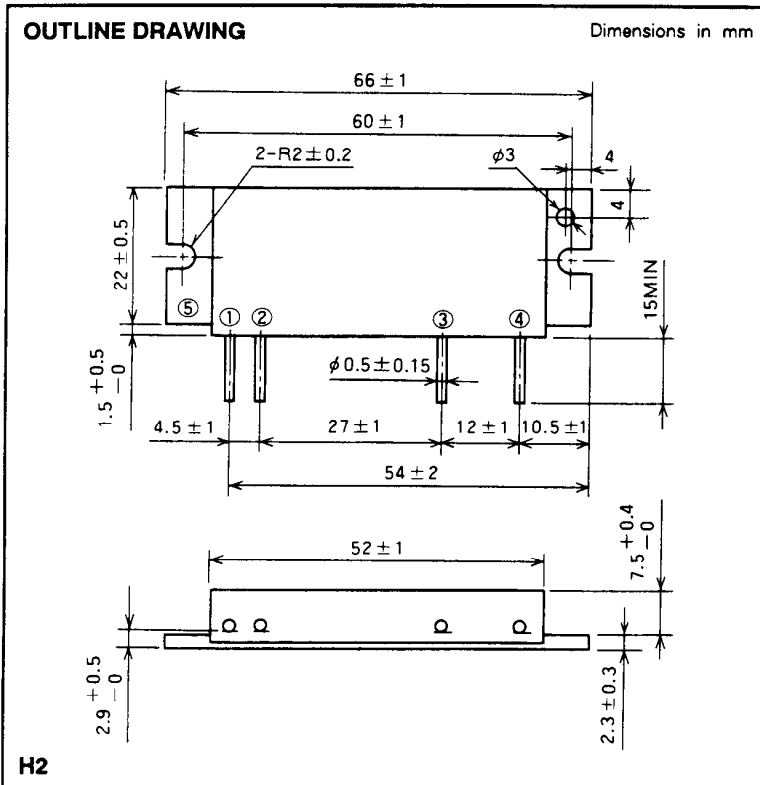 OUTLINE DRAWING
Dimensions in mm
66±1
60±1
2-R2±0.2
φ3
4
4
22±0.5
15MIN
⑤
①
②
③
④
φ0.5±0.15
1.5 +0.5 -0
4.5±1
27±1
12±1
10.5±1
54±2
52±1
7.5 +0.4 -0
2.9 +0.5 -0
2.3±0.3
H2